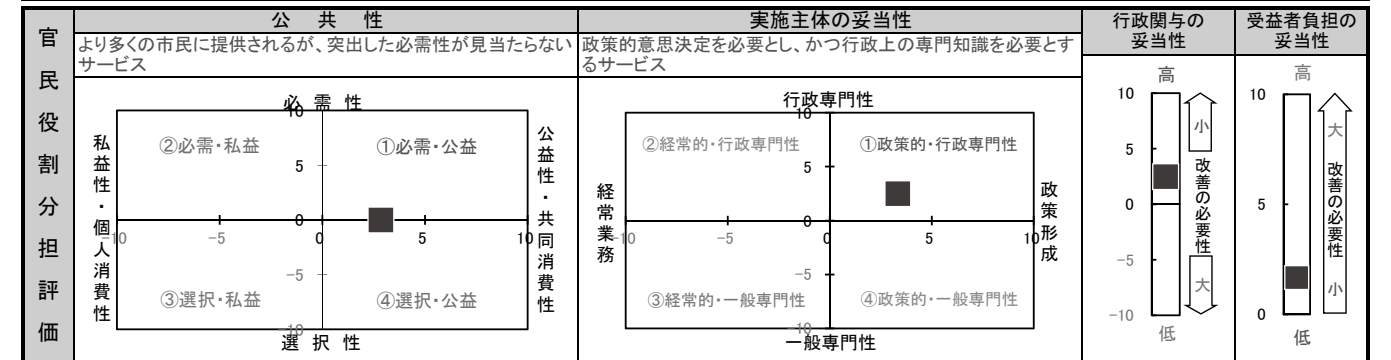 官民役割分担評価
公共性
より多くの市民に提供されるが、突出した必需性が見当たらない
サービス
必需性
10
5
0
-5
-10
-10
-5
0
5
10
私益性・個人消費性
公益性・共同消費性
②必需・私益
①必需・公益
③選択・私益
④選択・公益
選択性
実施主体の妥当性
政策的意思決定を必要とし、かつ行政上の専門知識を必要とす
るサービス
行政専門性
10
5
0
-5
-10
-10
-5
0
5
10
経常業務
政策形成
②経常的・行政専門性
①政策的・行政専門性
③経常的・一般専門性
④政策的・一般専門性
一般専門性
行政関与の
妥当性
高
10
5
0
-5
-10
低
小
改善の必要性
大
受益者負担の
妥当性
高
10
5
0
低
大
改善の必要性
小